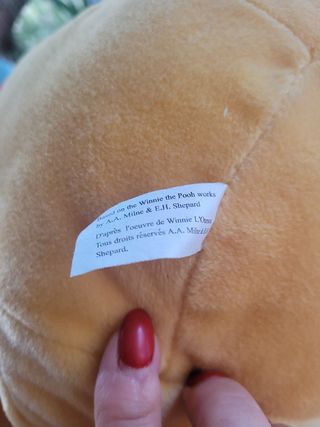 Based on the Winnie the Pooh works
by A.A. Milne & E.H. Shepard
D'après l'oeuvre de Winnie L'Ourson
Tous droits réservés A.A. Milne &
Shepard.